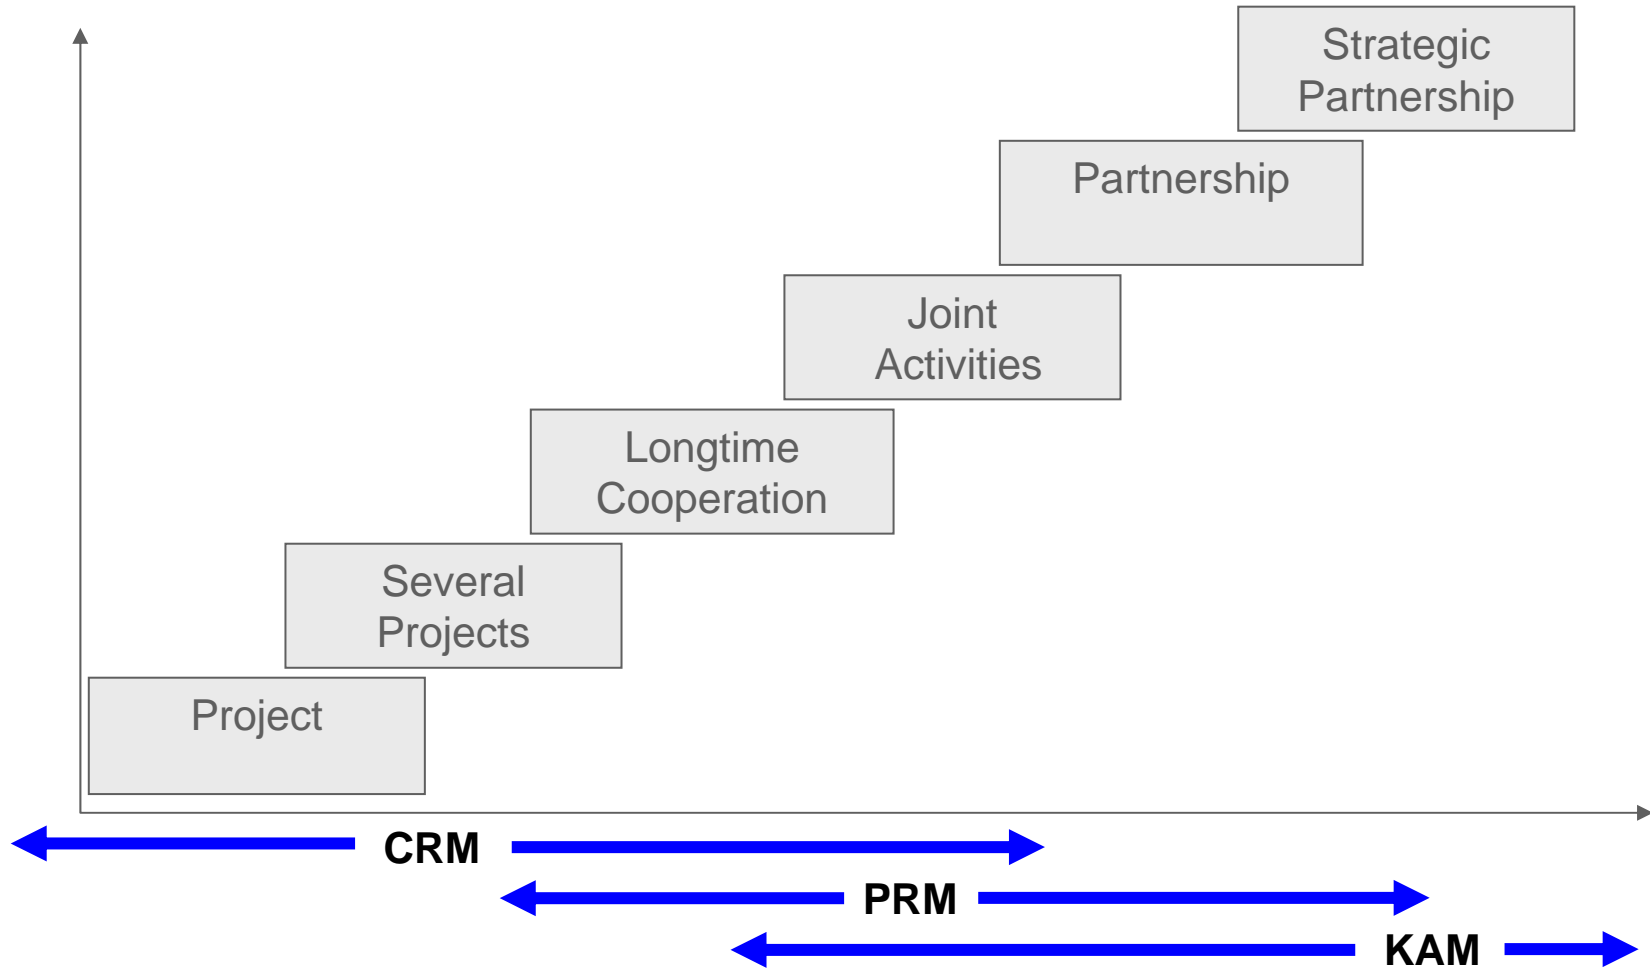 Strategic
Partnership
Partnership
Joint
Activities
Longtime
Cooperation
Several
Projects
Project
CRM
PRM
KAM